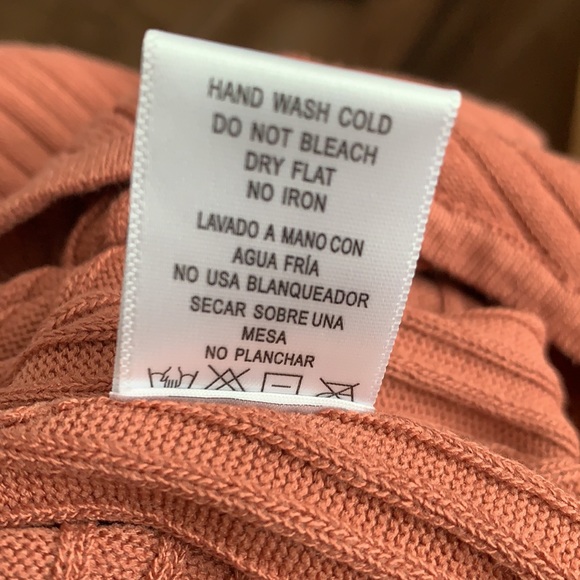 HAND WASH COLD
DO NOT BLEACH
DRY FLAT
NO IRON
LAVADO A MANO CON
AGUA FRÍA
NO USA BLANQUEADOR
SECAR SOBRE UNA
MESA
NO PLANCHAR